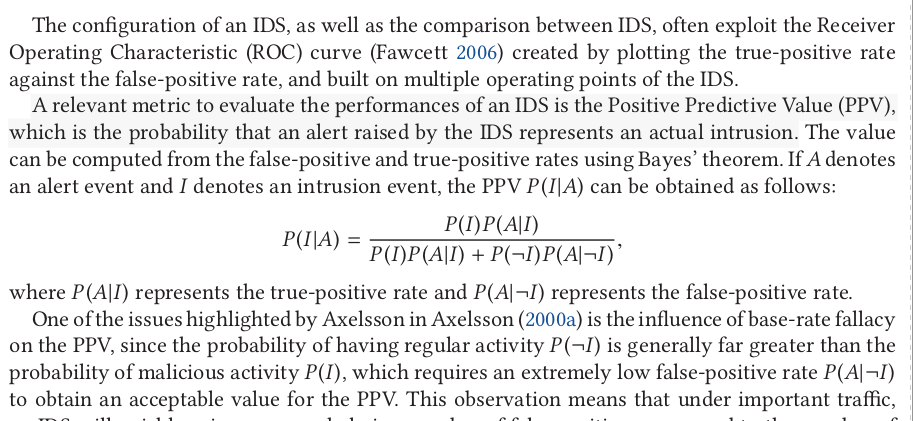 The configuration of an IDS, as well as the comparison between IDS, often exploit the Receiver
Operating Characteristic (ROC) curve (Fawcett 2006) created by plotting the true-positive rate
against the false-positive rate, and built on multiple operating points of the IDS.
A relevant metric to evaluate the performances of an IDS is the Positive Predictive Value (PPV),
which is the probability that an alert raised by the IDS represents an actual intrusion. The value
can be computed from the false-positive and true-positive rates using Bayes’ theorem. If A denotes
an alert event and I denotes an intrusion event, the PPV P(I|A) can be obtained as follows:
P(I|A) = P(I)P(A|I) / P(I)P(A|I) + P(¬I)P(A|¬I),
where P(A|I) represents the true-positive rate and P(A|¬I) represents the false-positive rate.
One of the issues highlighted by Axelsson in Axelsson (2000a) is the influence of base-rate fallacy
on the PPV, since the probability of having regular activity P(¬I) is generally far greater than the
probability of malicious activity P(I), which requires an extremely low false-positive rate P(A|¬I)
to obtain an acceptable value for the PPV. This observation means that under important traffic,